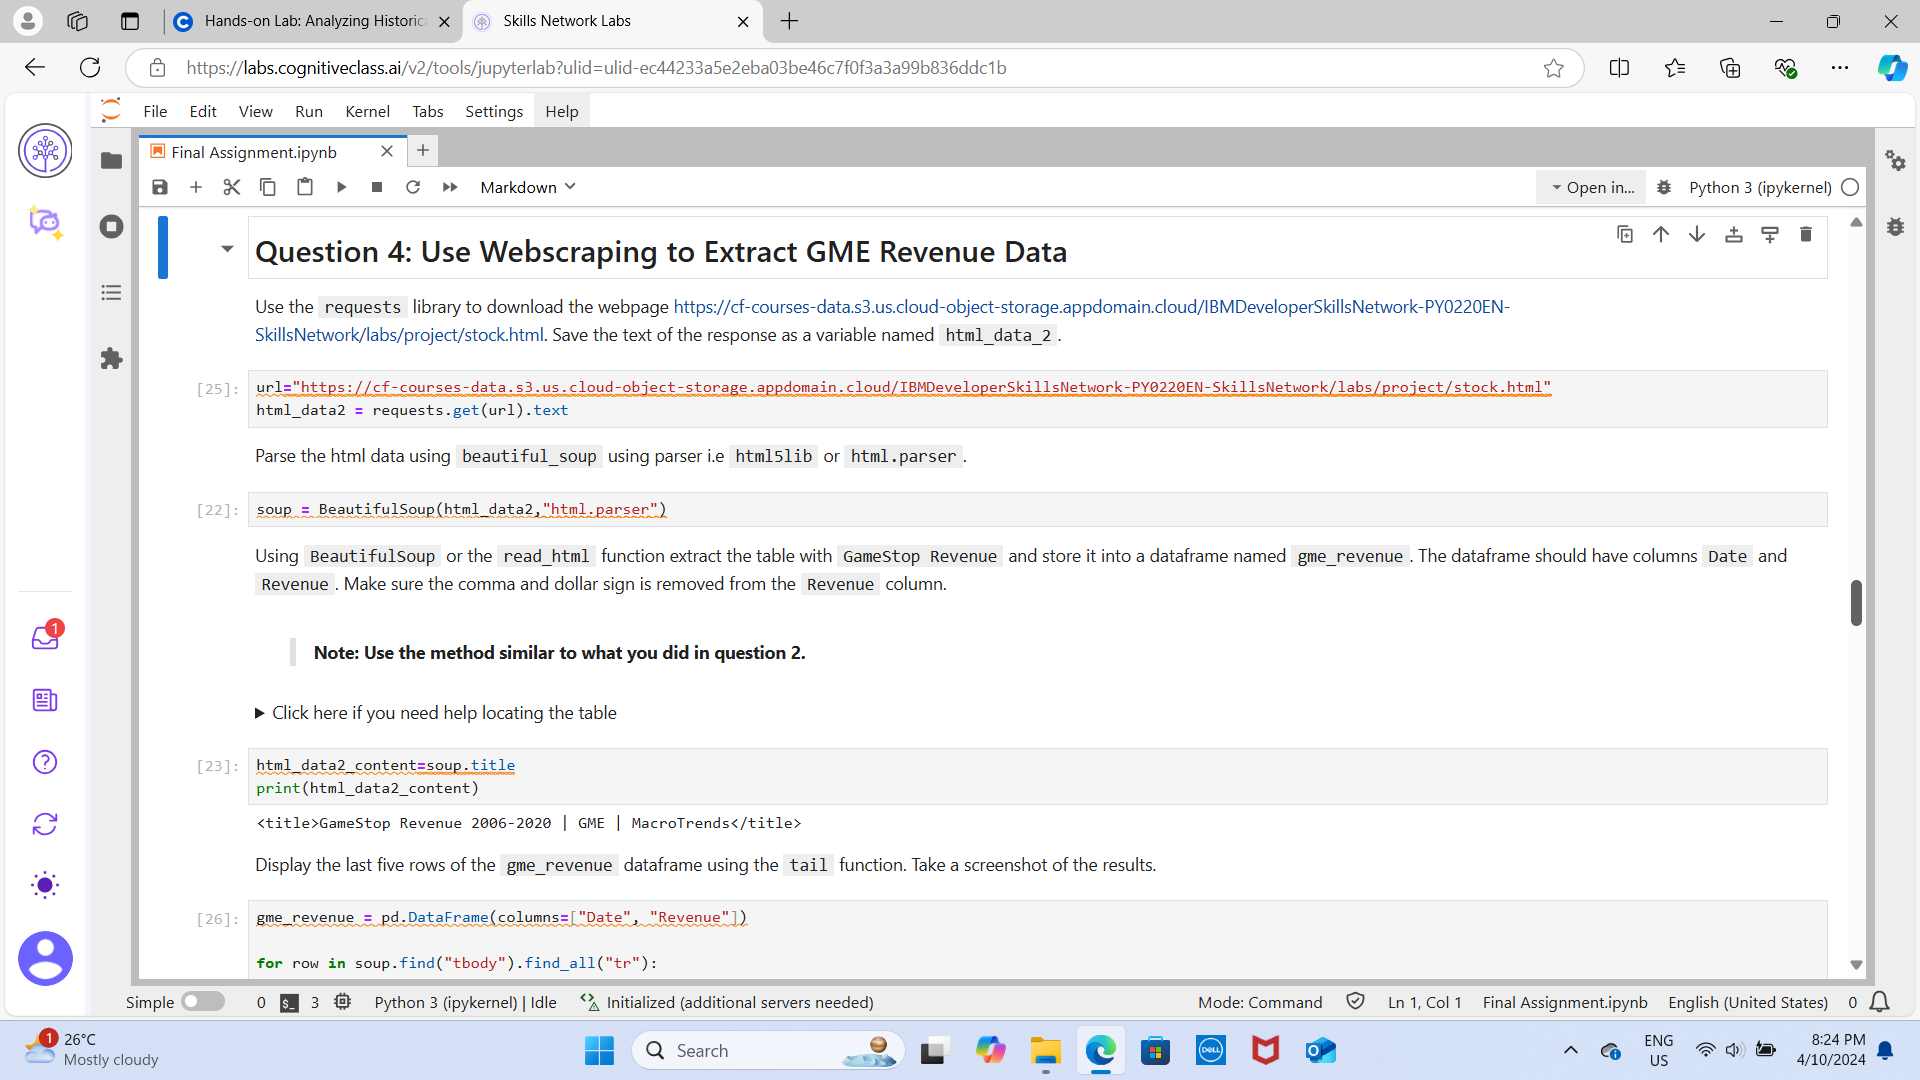 Hands-on Lab: Analyzing Historica
Skills Network Labs
https://labs.cognitiveclass.ai/v2/tools/jupyterlab?ulid=ulid-ec44233a5e2eba03be46c7f0f3a3a99b836ddc1b
File Edit View Run Kernel Tabs Settings Help
Final Assignment.ipynb
Markdown
Open in...
Python 3 (ipykernel)
Question 4: Use Webscraping to Extract GME Revenue Data
Use the requests library to download the webpage https://cf-courses-data.s3.us.cloud-object-storage.appdomain.cloud/IBMDeveloperSkillsNetwork-PY0220EN-
SkillsNetwork/labs/project/stock.html. Save the text of the response as a variable named html_data_2.
[25]: url="https://cf-courses-data.s3.us.cloud-object-storage.appdomain.cloud/IBMDeveloperSkillsNetwork-PY0220EN-SkillsNetwork/labs/project/stock.html"
html_data2 = requests.get(url).text
Parse the html data using beautiful_soup using parser i.e html5lib or html.parser.
[22]: soup = BeautifulSoup(html_data2,"html.parser")
Using BeautifulSoup or the read_html function extract the table with GameStop Revenue and store it into a dataframe named gme_revenue. The dataframe should have columns Date and
Revenue. Make sure the comma and dollar sign is removed from the Revenue column.
Note: Use the method similar to what you did in question 2.
Click here if you need help locating the table
[23]: html_data2_content=soup.title
print(html_data2_content)
<title>GameStop Revenue 2006-2020 | GME | MacroTrends</title>
Display the last five rows of the gme_revenue dataframe using the tail function. Take a screenshot of the results.
[26]: gme_revenue = pd.DataFrame(columns=["Date", "Revenue"])
for row in soup.find("tbody").find_all("tr"):
1
Simple 0 3 Python 3 (ipykernel) | Idle Initialized (additional servers needed) Mode: Command Ln 1, Col 1 Final Assignment.ipynb English (United States) 0
1
26°C
Mostly cloudy
Search
DELL
ENG
US
8:24 PM
4/10/2024